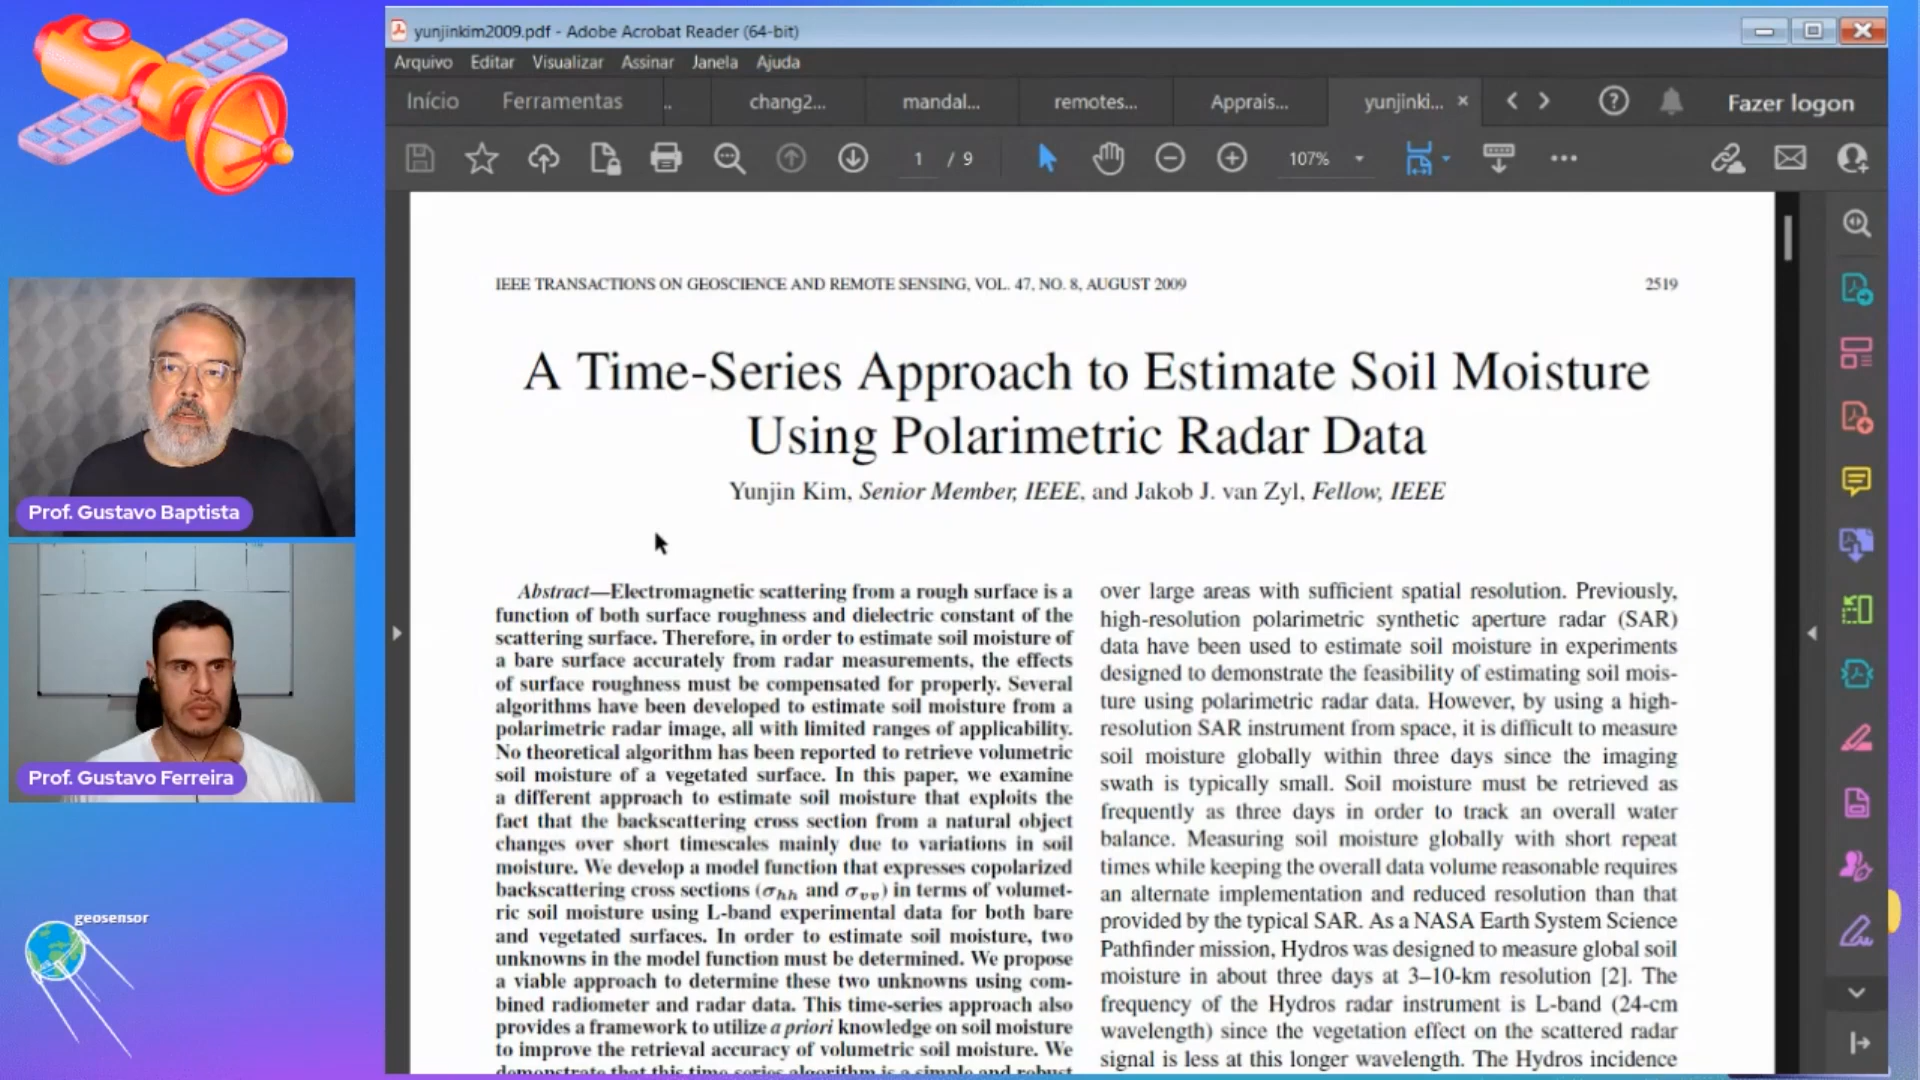 yunjinkim2009.pdf - Adobe Acrobat Reader (64-bit)
Arquivo Editar Visualizar Assinar Janela Ajuda
Início Ferramentas .. chang2... mandal... remotes... Apprais... yunjinki... × Fazer logon
1 / 9 107%
IEEE TRANSACTIONS ON GEOSCIENCE AND REMOTE SENSING, VOL. 47, NO. 8, AUGUST 2009 2519
A Time-Series Approach to Estimate Soil Moisture
Using Polarimetric Radar Data
Yunjin Kim, Senior Member, IEEE, and Jakob J. van Zyl, Fellow, IEEE
Abstract—Electromagnetic scattering from a rough surface is a
function of both surface roughness and dielectric constant of the
scattering surface. Therefore, in order to estimate soil moisture of
a bare surface accurately from radar measurements, the effects
of surface roughness must be compensated for properly. Several
algorithms have been developed to estimate soil moisture from a
polarimetric radar image, all with limited ranges of applicability.
No theoretical algorithm has been reported to retrieve volumetric
soil moisture of a vegetated surface. In this paper, we examine
a different approach to estimate soil moisture that exploits the
fact that the backscattering cross section from a natural object
changes over short timescales mainly due to variations in soil
moisture. We develop a model function that expresses copolarized
backscattering cross sections (σhh and σvv) in terms of volumet-
ric soil moisture using L-band experimental data for both bare
and vegetated surfaces. In order to estimate soil moisture, two
unknowns in the model function must be determined. We propose
a viable approach to determine these two unknowns using com-
bined radiometer and radar data. This time-series approach also
provides a framework to utilize a priori knowledge on soil moisture
to improve the retrieval accuracy of volumetric soil moisture. We
demonstrate that this time-series algorithm is a simple and robust
over large areas with sufficient spatial resolution. Previously,
high-resolution polarimetric synthetic aperture radar (SAR)
data have been used to estimate soil moisture in experiments
designed to demonstrate the feasibility of estimating soil mois-
ture using polarimetric radar data. However, by using a high-
resolution SAR instrument from space, it is difficult to measure
soil moisture globally within three days since the imaging
swath is typically small. Soil moisture must be retrieved as
frequently as three days in order to track an overall water
balance. Measuring soil moisture globally with short repeat
times while keeping the overall data volume reasonable requires
an alternate implementation and reduced resolution than that
provided by the typical SAR. As a NASA Earth System Science
Pathfinder mission, Hydros was designed to measure global soil
moisture in about three days at 3–10-km resolution [2]. The
frequency of the Hydros radar instrument is L-band (24-cm
wavelength) since the vegetation effect on the scattered radar
signal is less at this longer wavelength. The Hydros incidence
Prof. Gustavo Baptista
Prof. Gustavo Ferreira
geosensor